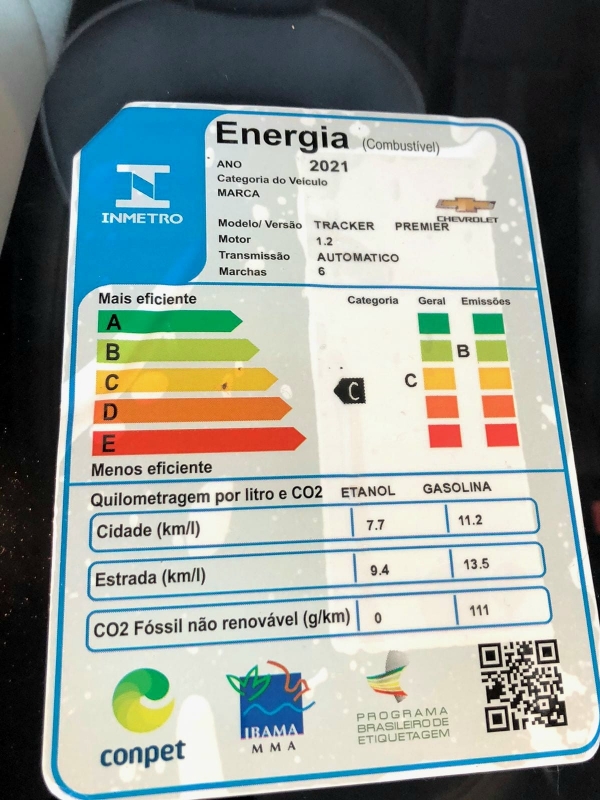 Energia (Combustível)
ANO 2021
Categoria do Veículo
MARCA
CHEVROLET
INMETRO
Modelo/ Versão TRACKER PREMIER
Motor 1.2
Transmissão AUTOMATICO
Marchas 6
Mais eficiente Categoria Geral Emissões
A
B B
C C C
D
E
Menos eficiente
Quilometragem por litro e CO2 ETANOL GASOLINA
Cidade (km/l) 7.7 11.2
Estrada (km/l) 9.4 13.5
CO2 Fóssil não renovável (g/km) 0 111
conpet
IBAMA
MMA
PROGRAMA
BRASILEIRO DE
ETIQUETAGEM